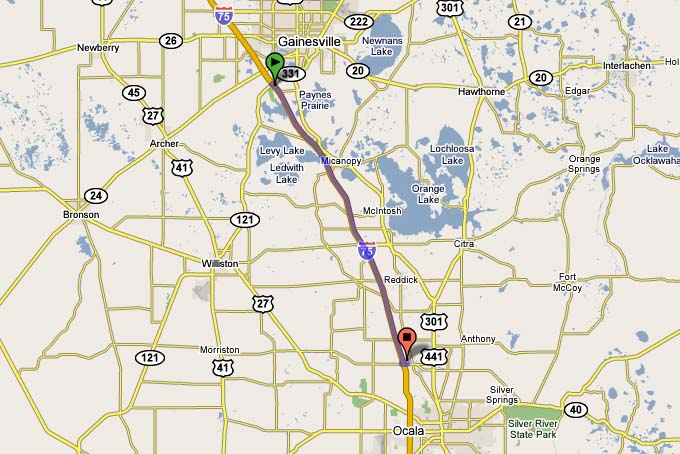 301
21
222
75
Newnans
Lake
26
Gainesville
Newberry
331
20
Interlachen
Hol
20
Edgar
Hawthorne
Paynes
Prairie
45
27
Archer
Levy Lake
Ledwith
Lake
Micanopy
Lochloosa
Lake
Orange
Springs
Lake
Ocklawaha
41
24
Orange
Lake
Bronson
121
McIntosh
Citra
75
Williston
Reddick
Fort
McCoy
27
301
Anthony
441
121
Morriston
41
Silver
Springs
40
Silver River
State Park
Ocala